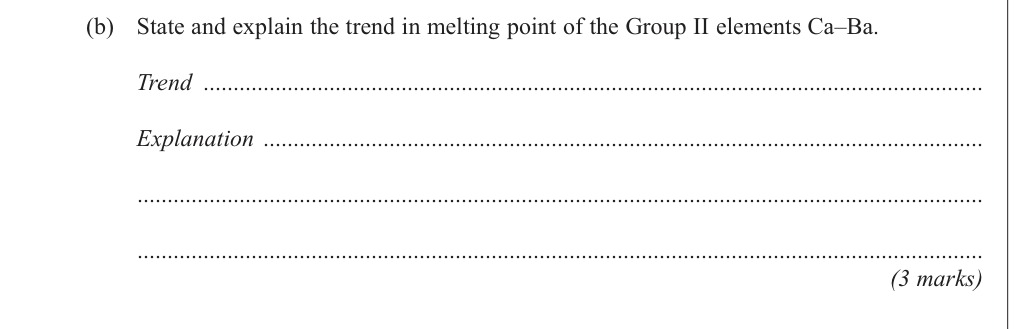 (b) State and explain the trend in melting point of the Group II elements Ca–Ba.
Trend ....................................................................................................................................
Explanation ..........................................................................................................................
...............................................................................................................................................
...............................................................................................................................................
(3 marks)